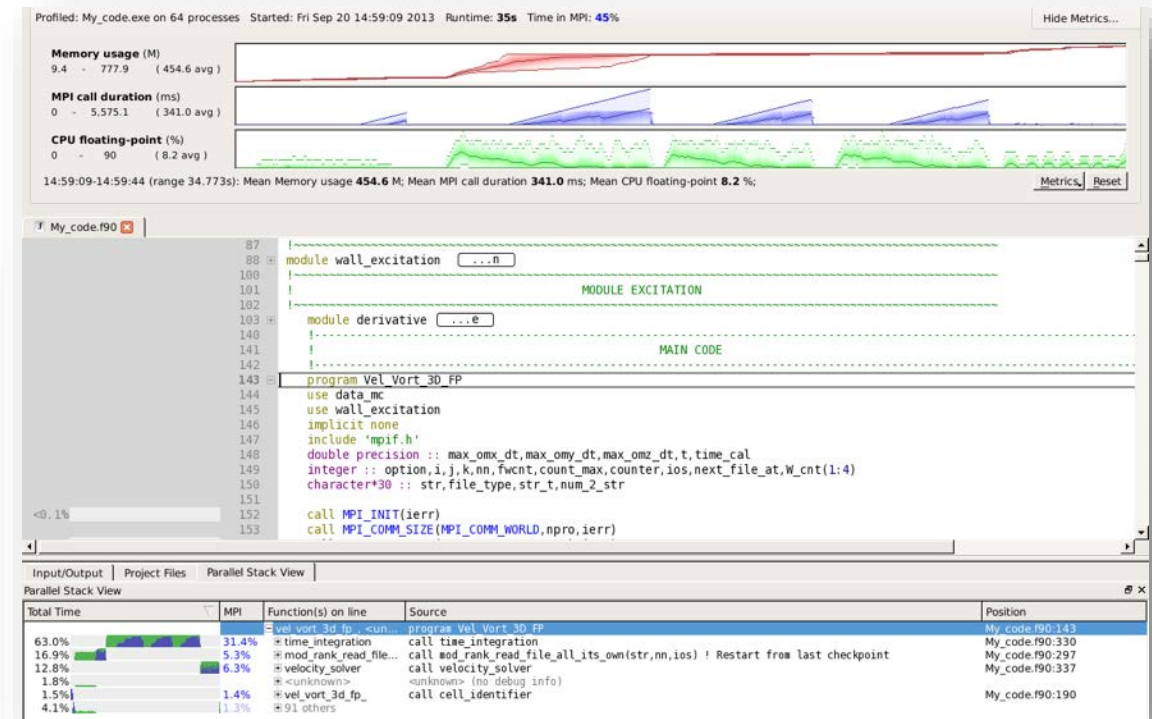 Profiled: My_code.exe on 64 processes Started: Fri Sep 20 14:59:09 2013 Runtime: 35s Time in MPI: 45%
Hide Metrics...
Memory usage (M)
9.4 - 777.9 ( 454.6 avg )
MPI call duration (ms)
0 - 5,575.1 ( 341.0 avg )
CPU floating-point (%)
0 - 90 ( 8.2 avg )
14:59:09-14:59:44 (range 34.773s): Mean Memory usage 454.6 M; Mean MPI call duration 341.0 ms; Mean CPU floating-point 8.2 %;
Metrics Reset
My_code.f90
87 !~~~~~~~~~~~~~~~~~~~~~~~~~~~~~~~~~~~~~~~~
88 module wall_excitation ...n
100 !~~~~~~~~~~~~~~~~~~~~~~~~~~~~~~~~~~~~~~~~
101 ! MODULE EXCITATION
102 !~~~~~~~~~~~~~~~~~~~~~~~~~~~~~~~~~~~~~~~~
103 module derivative ...e
140 !----------------------------------------
141 ! MAIN CODE
142 !----------------------------------------
143 program Vel_Vort_3D_FP
144 use data_mc
145 use wall_excitation
146 implicit none
147 include 'mpif.h'
148 double precision :: max_omx_dt,max_omy_dt,max_omz_dt,t,time_cal
149 integer :: option,i,j,k,nn,fwcnt,count_max,counter,ios,next_file_at,W_cnt(1:4)
150 character*30 :: str,file_type,str_t,num_2_str
151
<0.1% 152 call MPI_INIT(ierr)
153 call MPI_COMM_SIZE(MPI_COMM_WORLD,npro,ierr)
Input/Output Project Files Parallel Stack View
Parallel Stack View
Total Time MPI Function(s) on line Source Position
vel_vort_3d_fp_, <un... program Vel_Vort_3D_FP My_code.f90:143
63.0% 31.4% time_integration call time_integration My_code.f90:330
16.9% 5.3% mod_rank_read_file... call mod_rank_read_file_all_its_own(str,nn,ios) ! Restart from last checkpoint My_code.f90:297
12.8% 6.3% velocity_solver call velocity_solver My_code.f90:337
1.8% <unknown> <unknown> (no debug info)
1.5% 1.4% vel_vort_3d_fp_ call cell_identifier My_code.f90:190
4.1% 1.3% 91 others